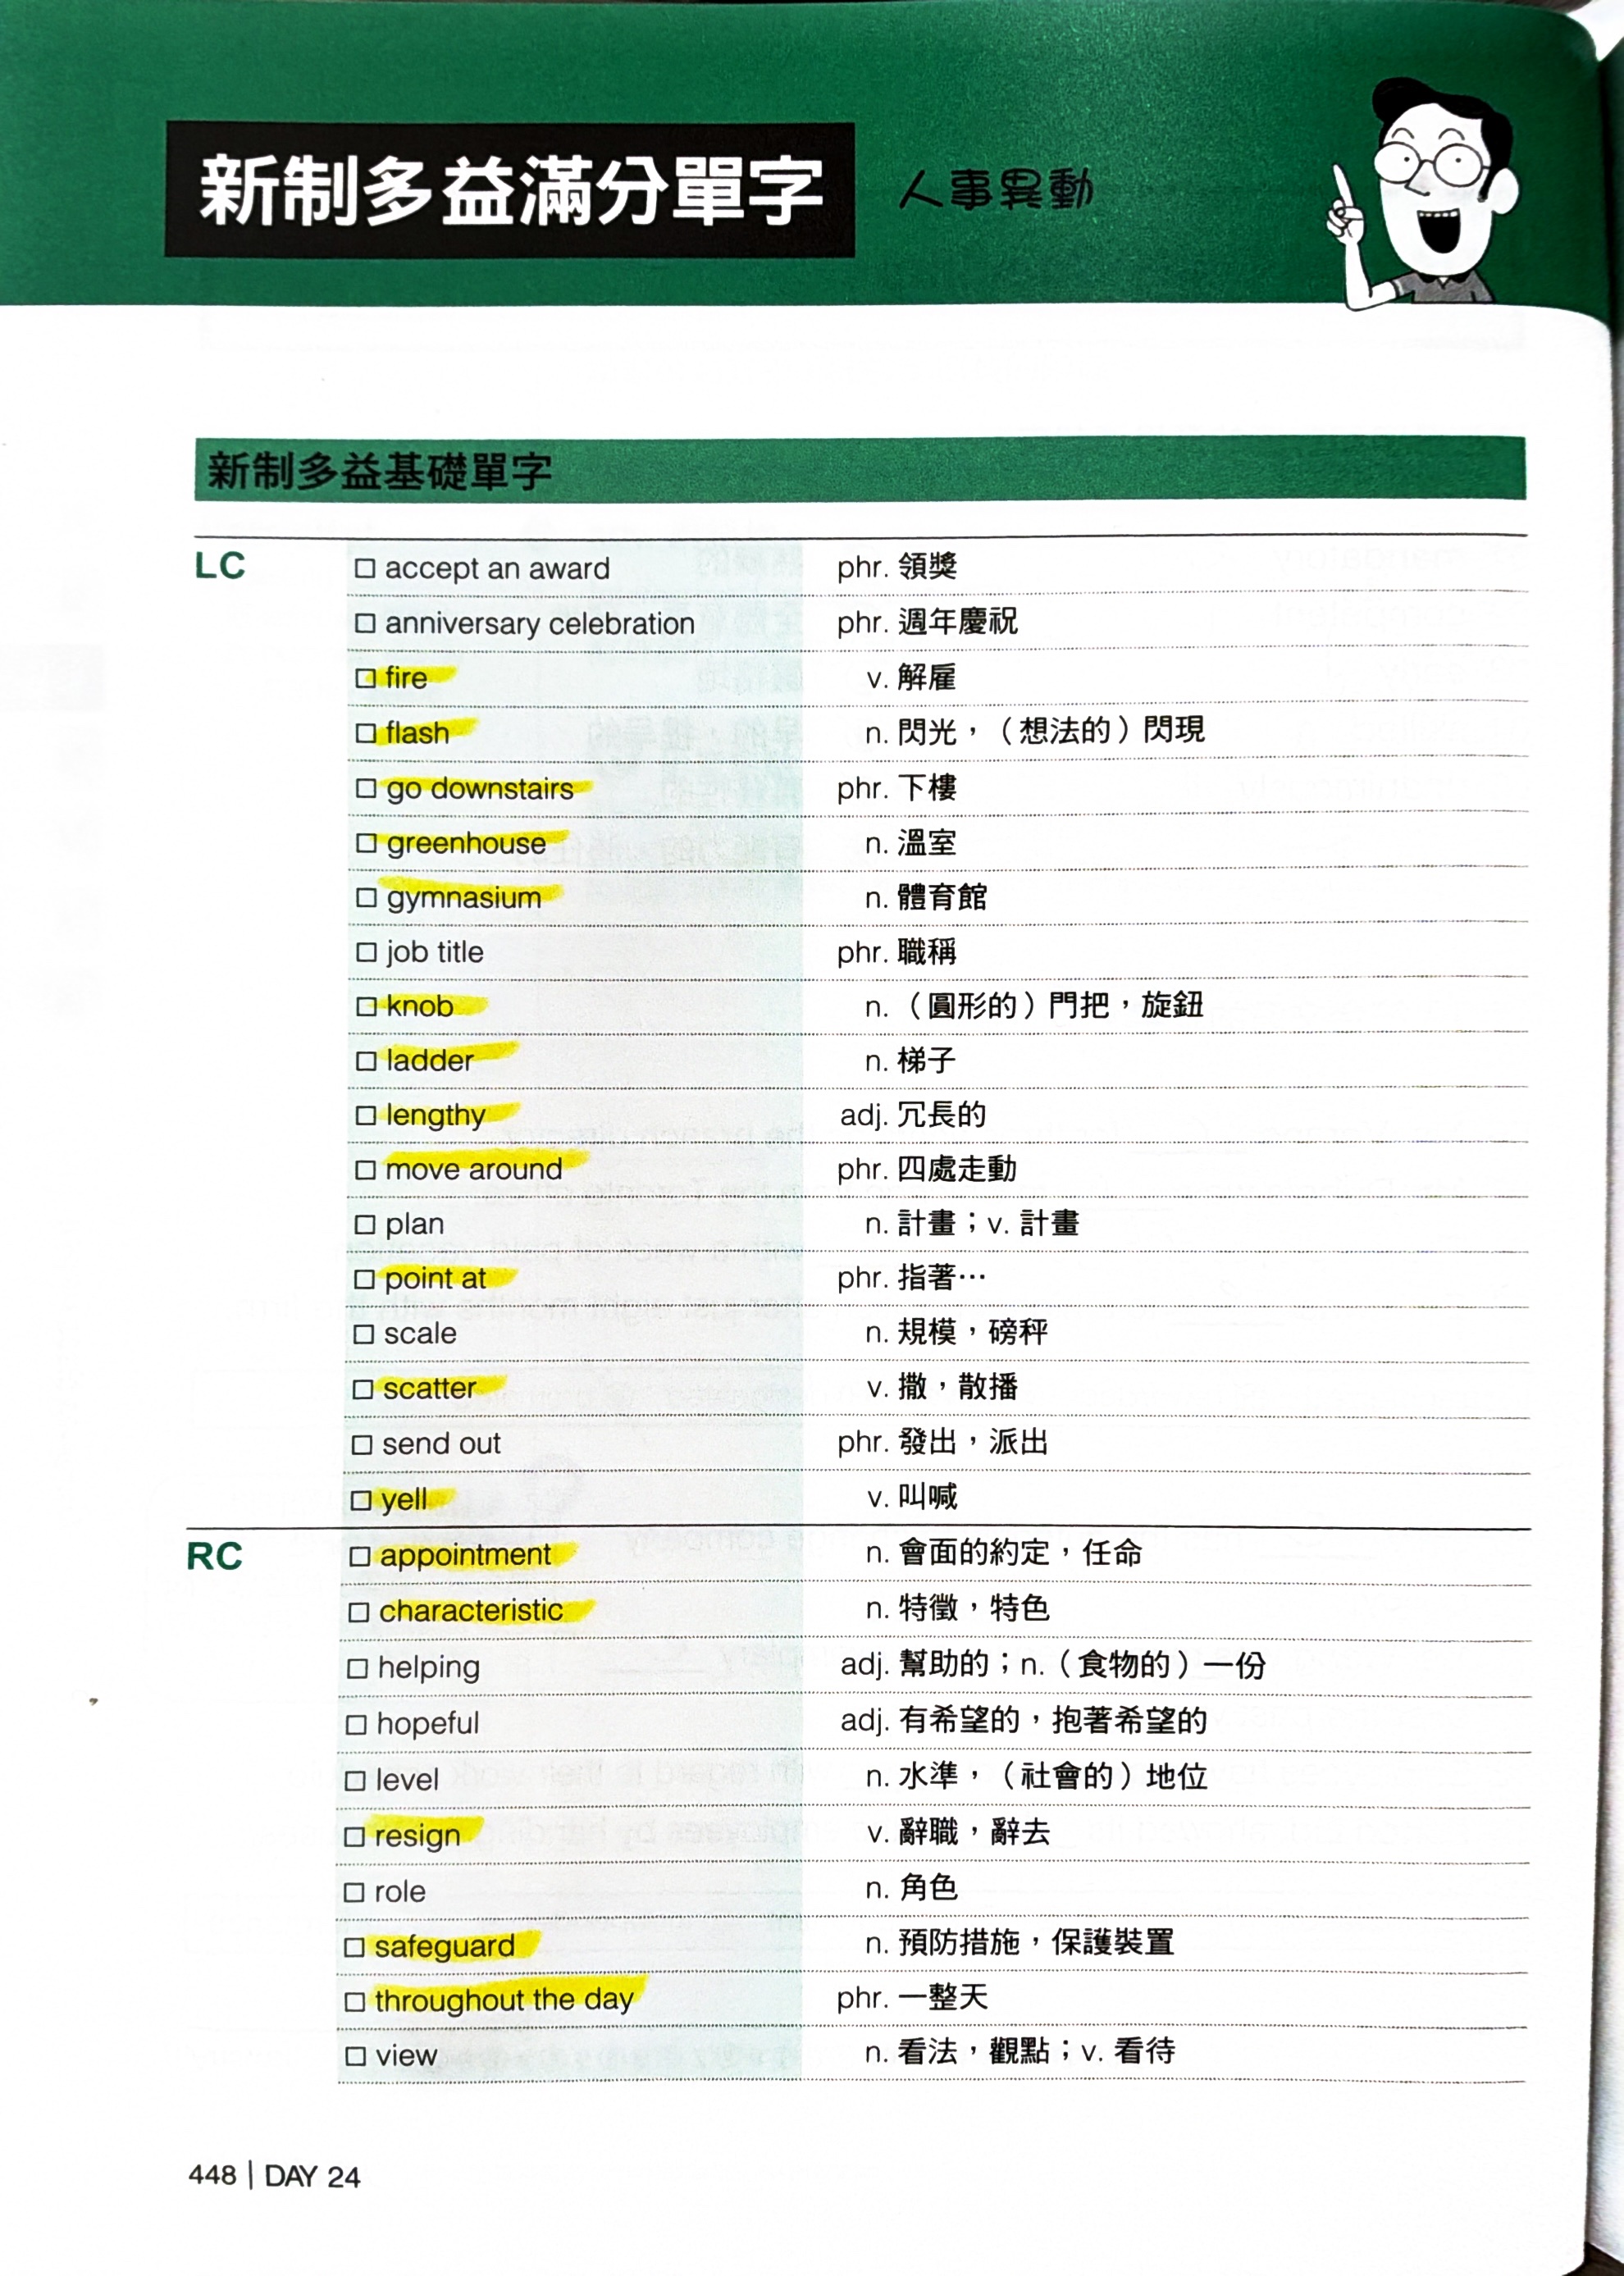 新制多益滿分單字 人事異動
新制多益基礎單字
LC □ accept an award phr. 領獎
□ anniversary celebration phr. 週年慶祝
□ fire v. 解雇
□ flash n. 閃光，（想法的）閃現
□ go downstairs phr. 下樓
□ greenhouse n. 溫室
□ gymnasium n. 體育館
□ job title phr. 職稱
□ knob n.（圓形的）門把，旋鈕
□ ladder n. 梯子
□ lengthy adj. 冗長的
□ move around phr. 四處走動
□ plan n. 計畫；v. 計畫
□ point at phr. 指著…
□ scale n. 規模，磅秤
□ scatter v. 撒，散播
□ send out phr. 發出，派出
□ yell v. 叫喊
RC □ appointment n. 會面的約定，任命
□ characteristic n. 特徵，特色
□ helping adj. 幫助的；n.（食物的）一份
□ hopeful adj. 有希望的，抱著希望的
□ level n. 水準，（社會的）地位
□ resign v. 辭職，辭去
□ role n. 角色
□ safeguard n. 預防措施，保護裝置
□ throughout the day phr. 一整天
□ view n. 看法，觀點；v. 看待
448 | DAY 24